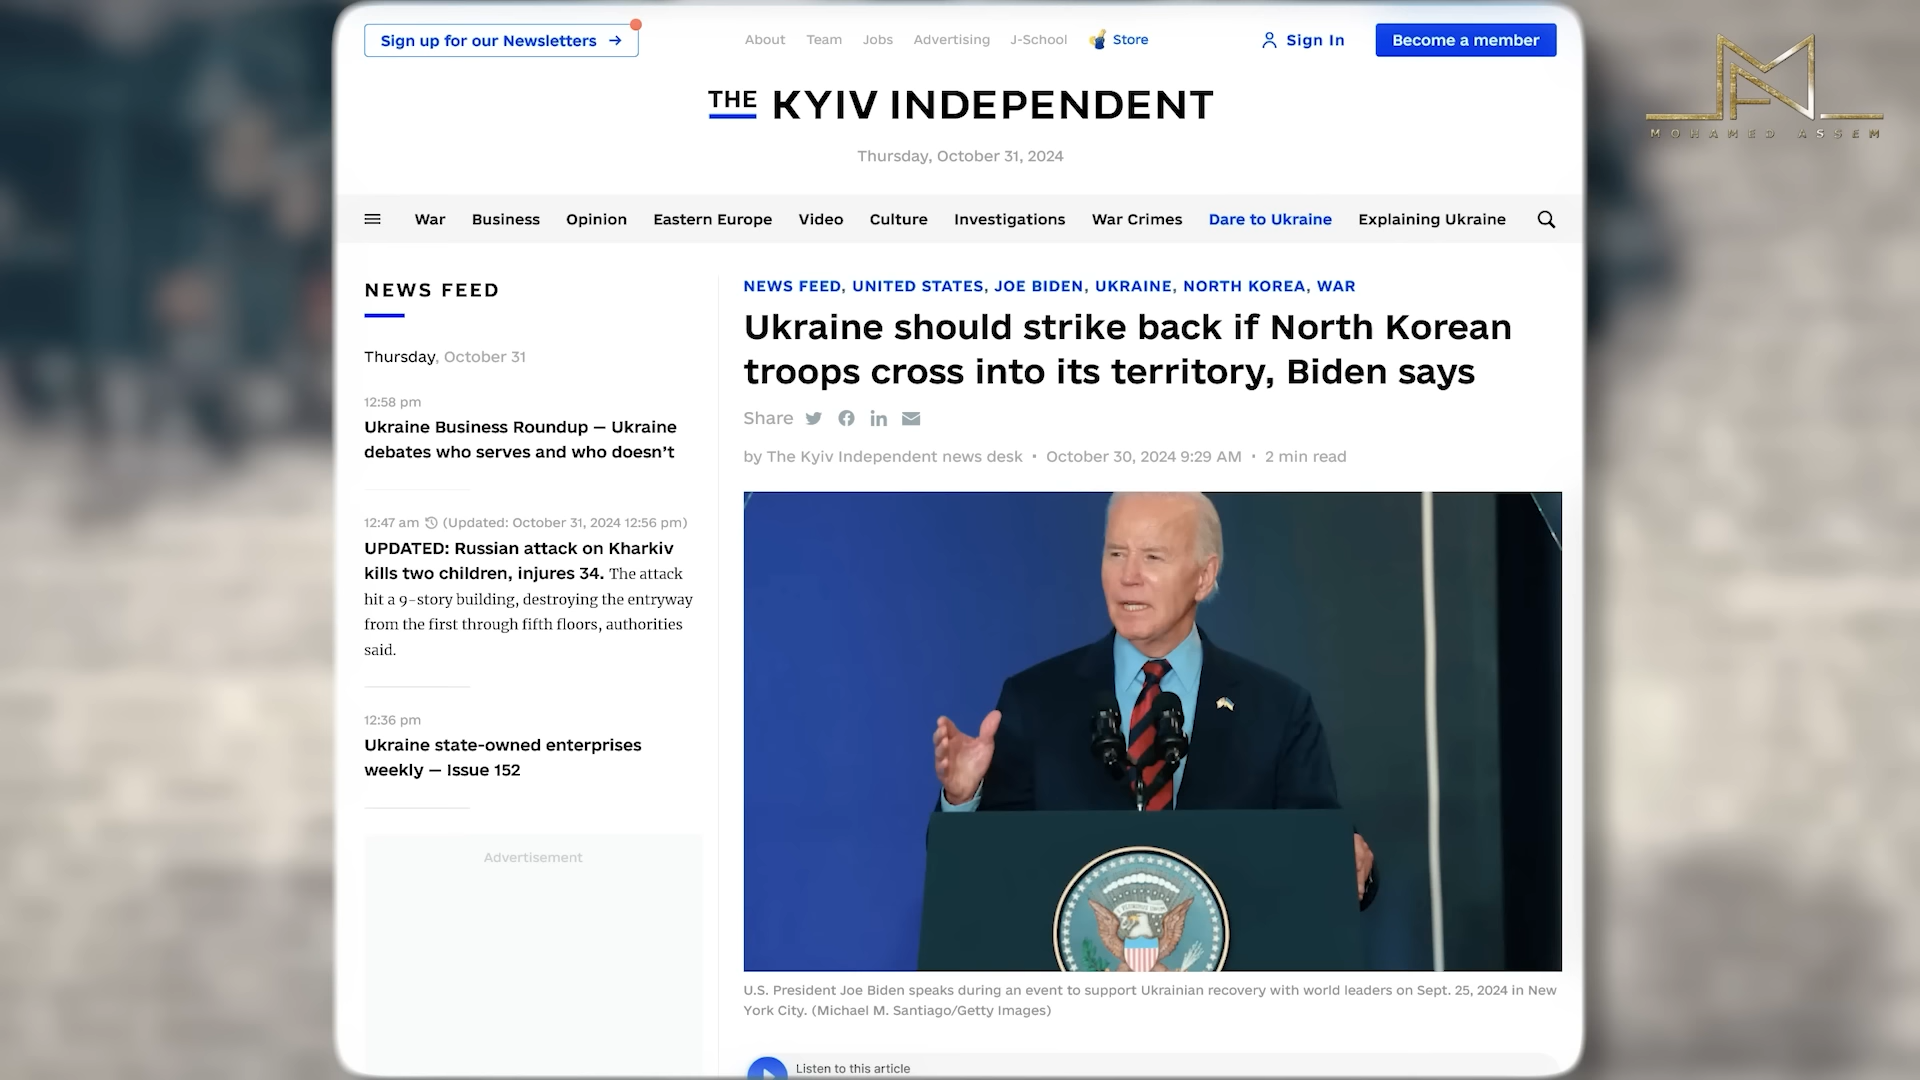 Sign up for our Newsletters →
About Team Jobs Advertising J-School Store
Sign In
Become a member
MOHAMED ASSEM
THE KYIV INDEPENDENT
Thursday, October 31, 2024
War Business Opinion Eastern Europe Video Culture Investigations War Crimes Dare to Ukraine Explaining Ukraine
NEWS FEED
Thursday, October 31
12:58 pm
Ukraine Business Roundup — Ukraine
debates who serves and who doesn’t
12:47 am (Updated: October 31, 2024 12:56 pm)
UPDATED: Russian attack on Kharkiv
kills two children, injures 34. The attack
hit a 9-story building, destroying the entryway
from the first through fifth floors, authorities
said.
12:36 pm
Ukraine state-owned enterprises
weekly — Issue 152
Advertisement
NEWS FEED, UNITED STATES, JOE BIDEN, UKRAINE, NORTH KOREA, WAR
Ukraine should strike back if North Korean
troops cross into its territory, Biden says
Share
by The Kyiv Independent news desk • October 30, 2024 9:29 AM • 2 min read
U.S. President Joe Biden speaks during an event to support Ukrainian recovery with world leaders on Sept. 25, 2024 in New
York City. (Michael M. Santiago/Getty Images)
Listen to this article